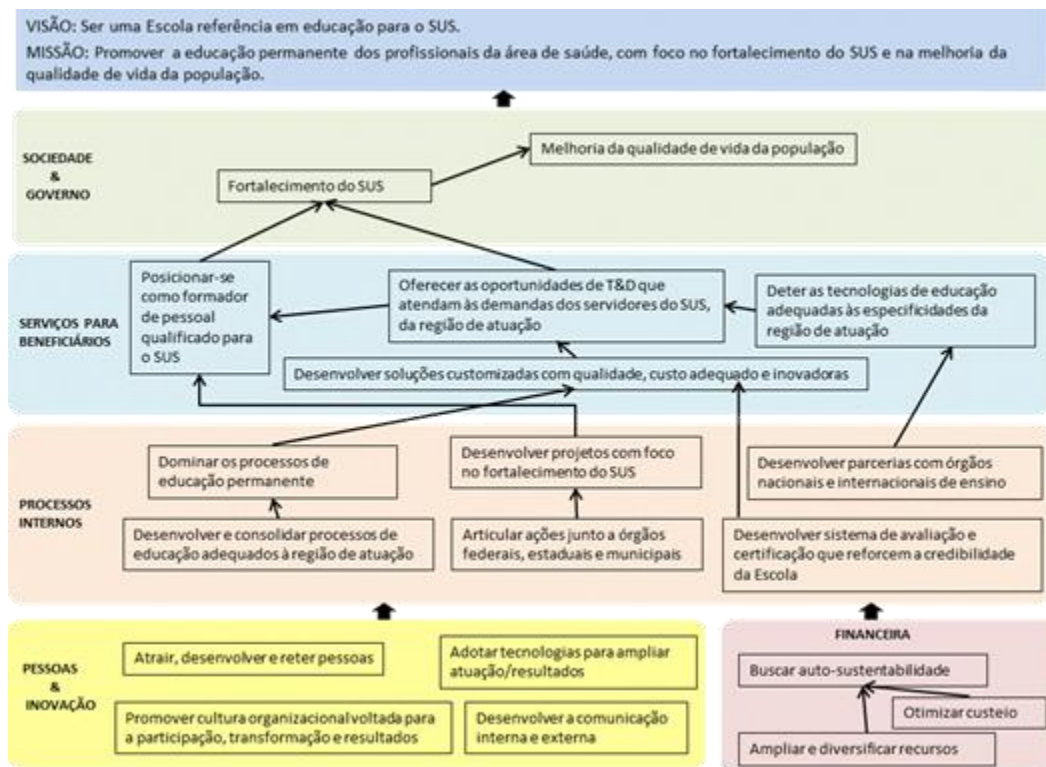 VISÃO: Ser uma Escola referência em educação para o SUS.
MISSÃO: Promover a educação permanente dos profissionais da área de saúde, com foco no fortalecimento do SUS e na melhoria da
qualidade de vida da população.
SOCIEDADE
&
GOVERNO
Melhoria da qualidade de vida da população
Fortalecimento do SUS
SERVIÇOS PARA
BENEFICIÁRIOS
Posicionar-se
como formador
de pessoal
qualificado para
o SUS
Oferecer as oportunidades de T&D que
atendam às demandas dos servidores do SUS,
da região de atuação
Deter as tecnologias de educação
adequadas às especificidades da
região de atuação
Desenvolver soluções customizadas com qualidade, custo adequado e inovadoras
PROCESSOS
INTERNOS
Dominar os processos de
educação permanente
Desenvolver projetos com foco
no fortalecimento do SUS
Desenvolver parcerias com órgãos
nacionais e internacionais de ensino
Desenvolver e consolidar processos de
educação adequados à região de atuação
Articular ações junto a órgãos
federais, estaduais e municipais
Desenvolver sistema de avaliação e
certificação que reforcem a credibilidade
da Escola
PESSOAS
&
INOVAÇÃO
Atrair, desenvolver e reter pessoas
Adotar tecnologias para ampliar
atuação/resultados
Promover cultura organizacional voltada para
a participação, transformação e resultados
Desenvolver a comunicação
interna e externa
FINANCEIRA
Buscar auto-sustentabilidade
Otimizar custeio
Ampliar e diversificar recursos